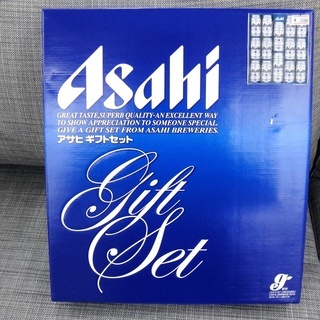 Asahi
GREAT TASTE, SUPERB QUALITY-AN EXCELLENT WAY
TO SHOW APPRECIATION TO SOMEONE SPECIAL.
GIVE A GIFT SET FROM ASAHI BREWERIES.
アサヒ ギフトセット
Gift
Set